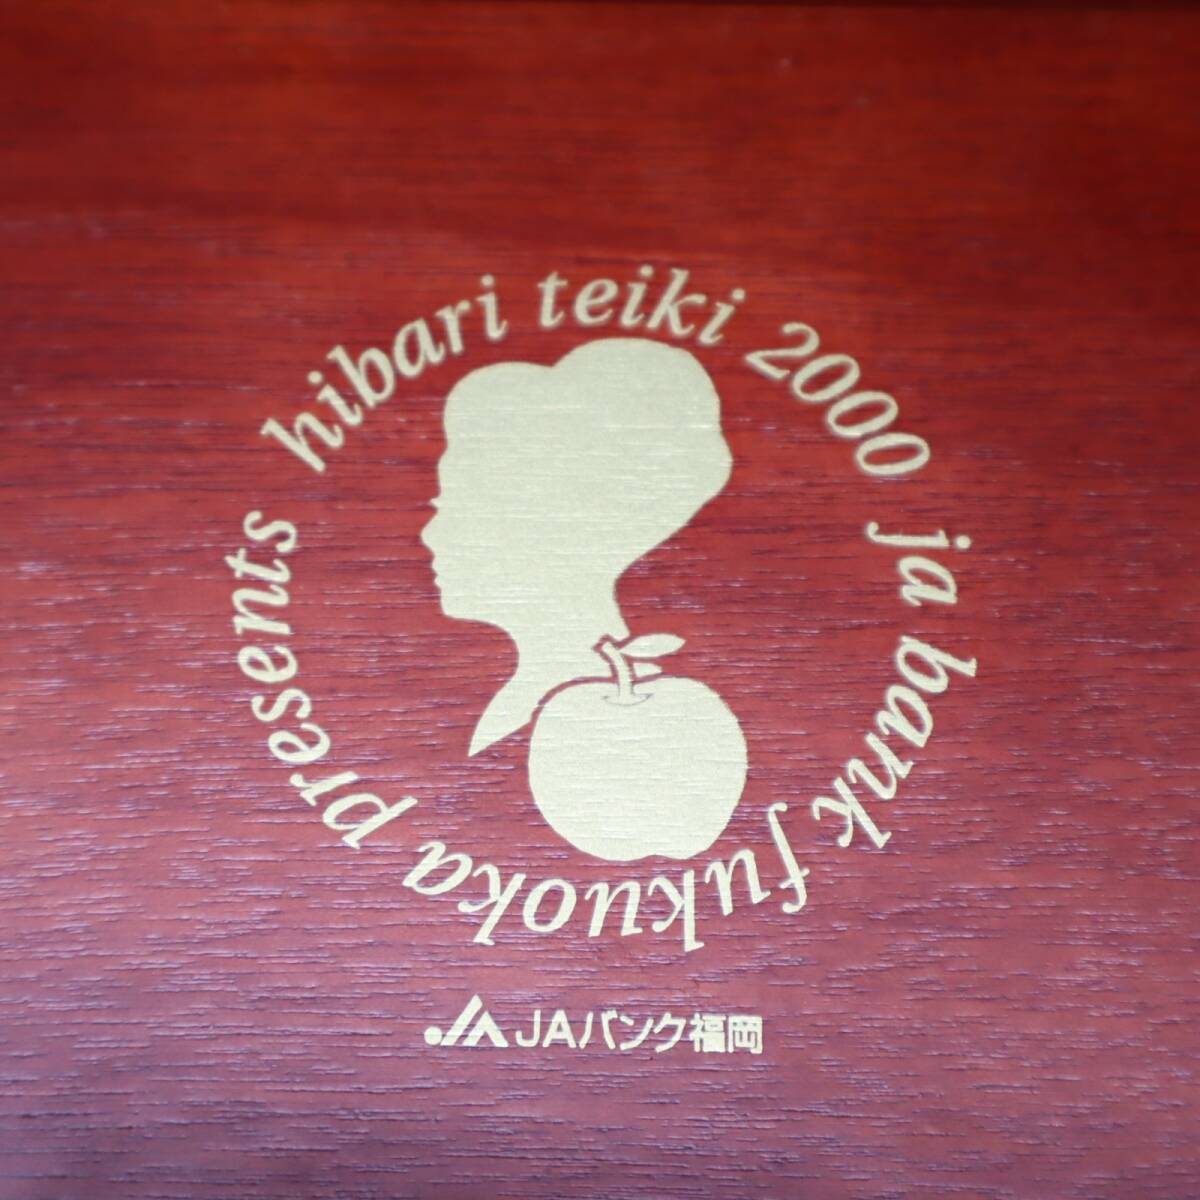 hibari teiki 2000 ja bank fukuoka presents
JAバンク福岡